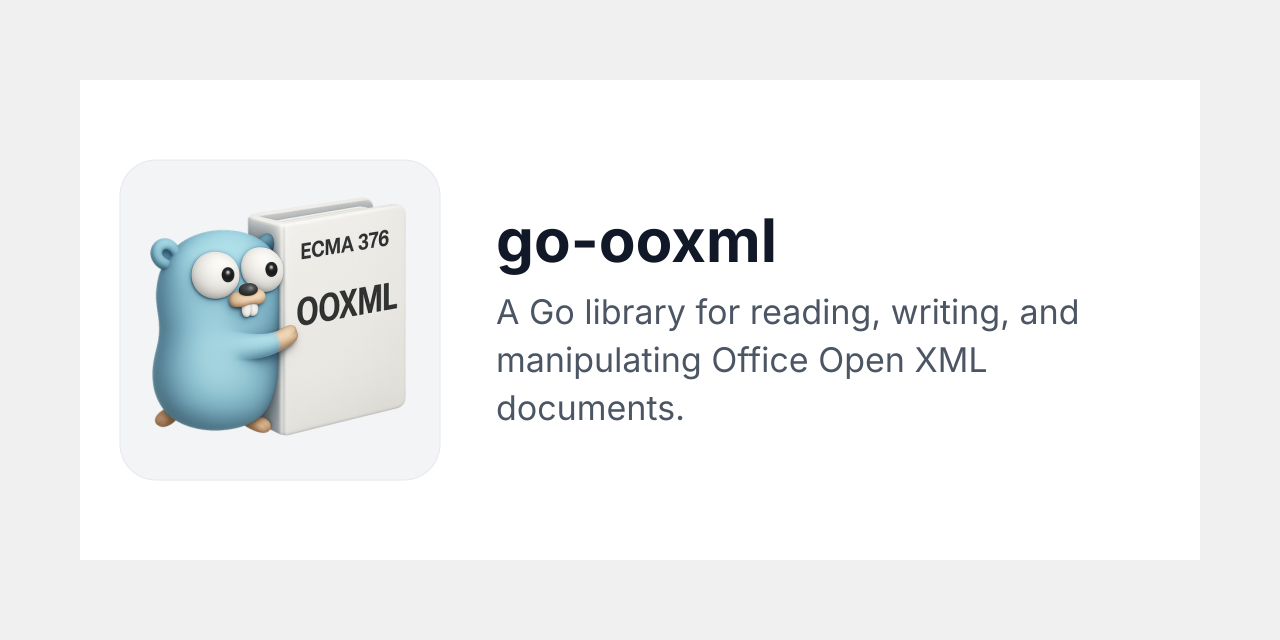 ECMA 376
OOXML
go-ooxml
A Go library for reading, writing, and
manipulating Office Open XML
documents.